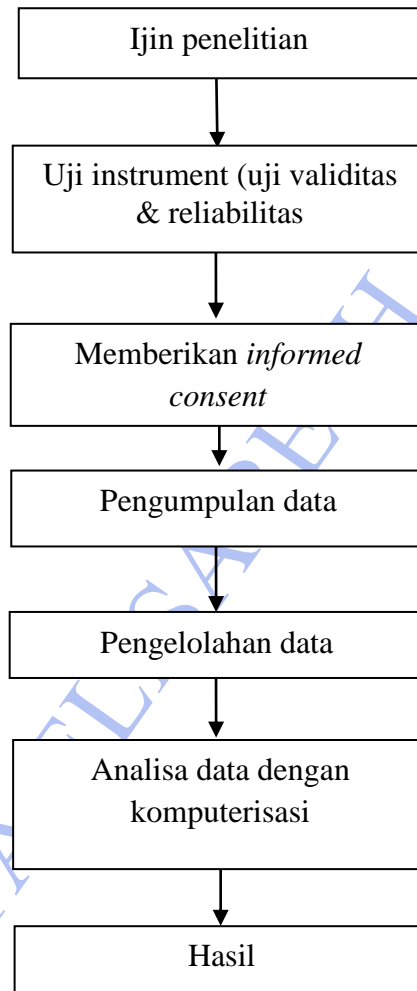 Ijin penelitian
Uji instrument (uji validitas
& reliabilitas
Memberikan informed
consent
Pengumpulan data
Pengelolahan data
Analisa data dengan
komputerisasi
Hasil